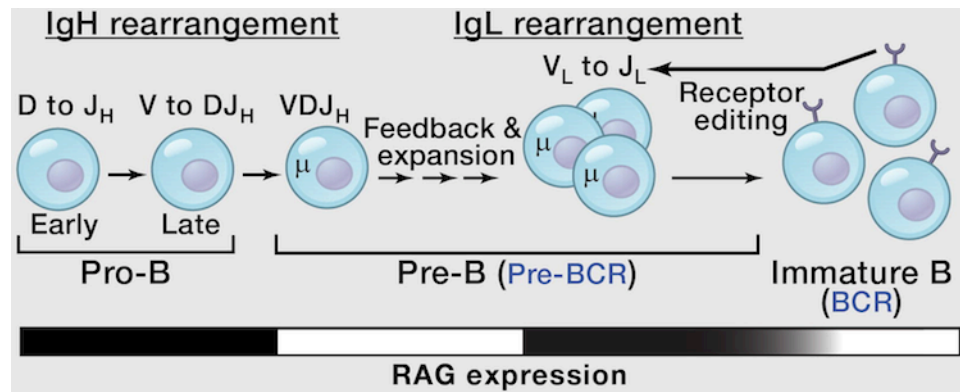 IgH rearrangement
IgL rearrangement
D to J_H
V to DJ_H
VDJ_H
V_L to J_L
Feedback &
expansion
Receptor
editing
μ
μ
μ
Early
Late
Pro-B
Pre-B (Pre-BCR)
Immature B
(BCR)
RAG expression